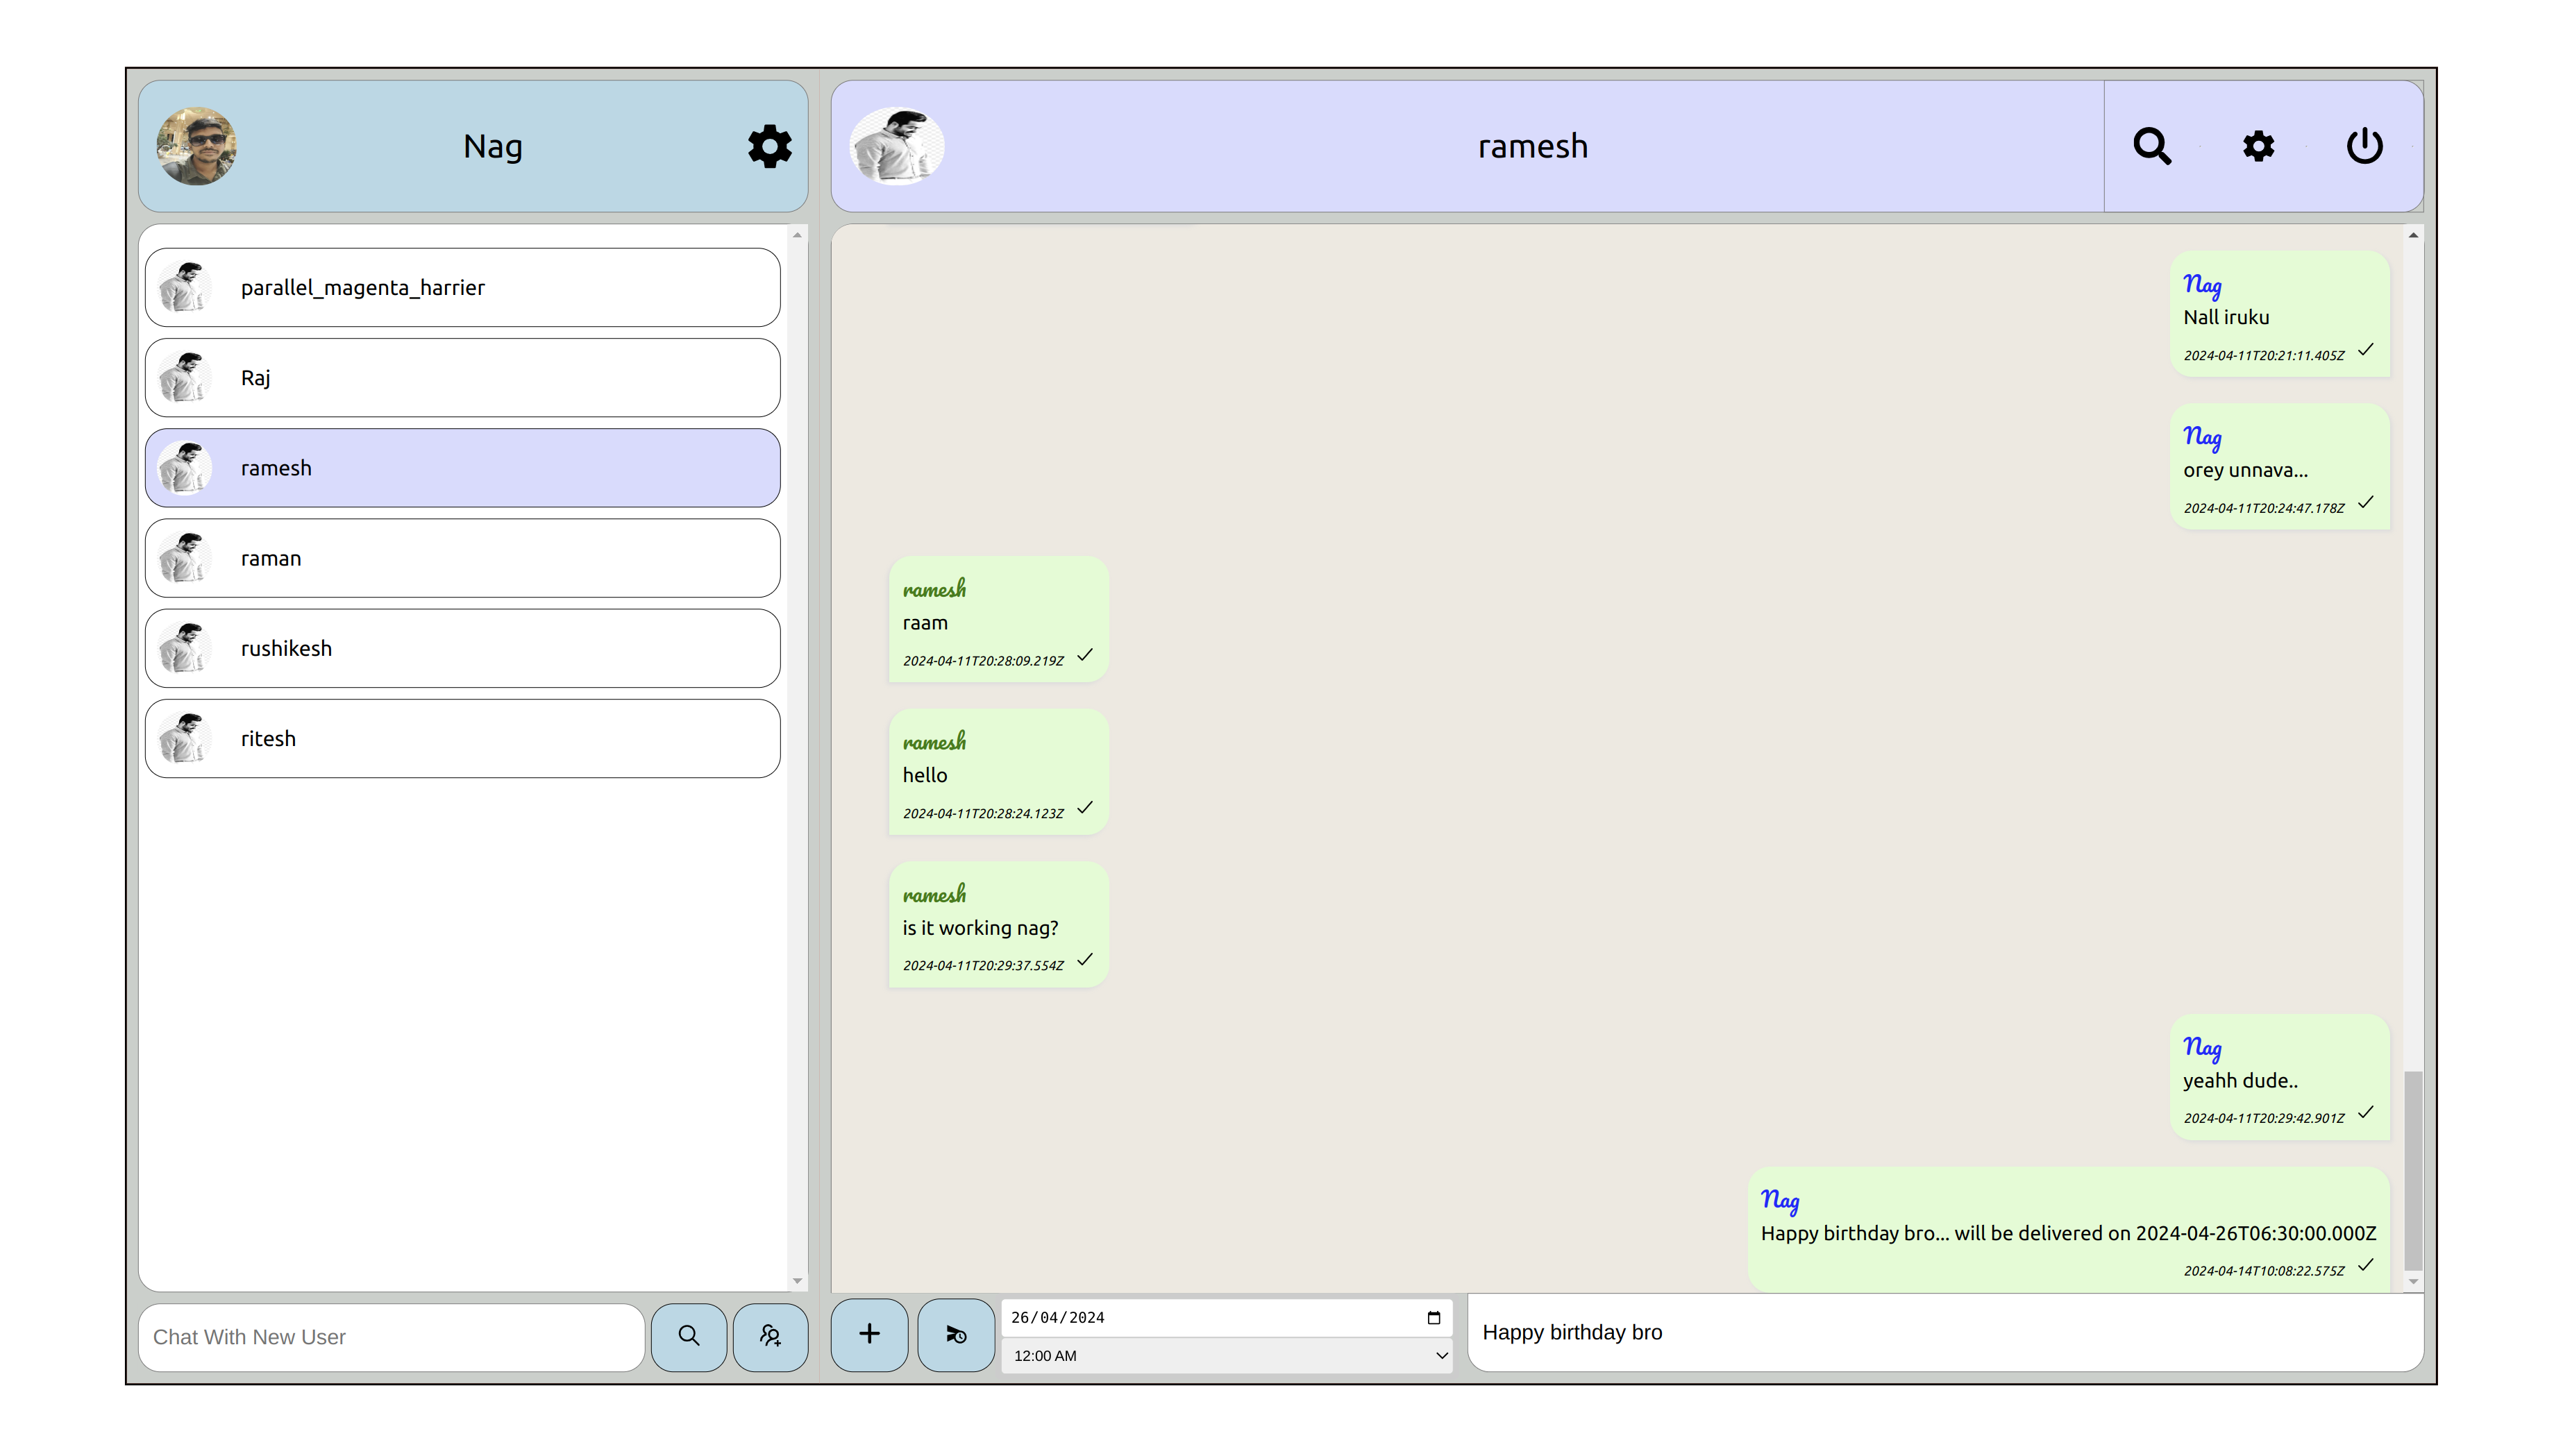 Nag
ramesh
parallel_magenta_harrier
Raj
ramesh
raman
rushikesh
ritesh
Chat With New User
Nag
Nall iruku
2024-04-11T20:21:11.405Z
Nag
orey unnava...
2024-04-11T20:24:47.178Z
ramesh
raam
2024-04-11T20:28:09.219Z
ramesh
hello
2024-04-11T20:28:24.123Z
ramesh
is it working nag?
2024-04-11T20:29:37.554Z
Nag
yeahh dude..
2024-04-11T20:29:42.901Z
Nag
Happy birthday bro... will be delivered on 2024-04-26T06:30:00.000Z
2024-04-14T10:08:22.575Z
26/04/2024
12:00 AM
Happy birthday bro